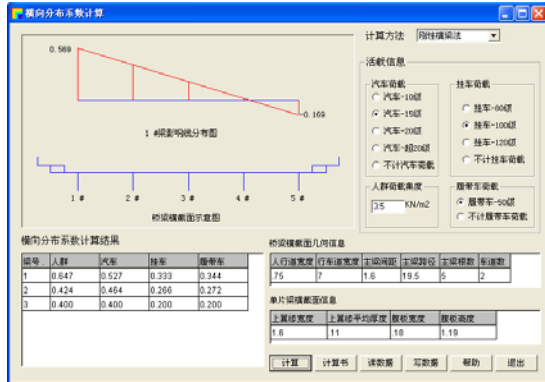 横向分布系数计算
计算方法 刚性横梁法
活载信息
汽车荷载
汽车-10级
汽车-15级
汽车-20级
汽车-超20级
不计汽车荷载
挂车荷载
挂车-80级
挂车-100级
挂车-120级
不计挂车荷载
人群荷载集度
3.5 KN/m2
履带车荷载
履带车-50级
不计履带车荷载
0.569
-0.169
1 #梁影响线分布图
1 # 2 # 3 # 4 # 5 #
桥梁横截面示意图
横向分布系数计算结果
梁号 人群 汽车 挂车 履带车
1 0.647 0.527 0.333 0.344
2 0.424 0.464 0.266 0.272
3 0.400 0.400 0.200 0.200
桥梁横截面几何信息
人行道宽度 行车道宽度 主梁间距 主梁跨径 主梁根数 车道数
.75 7 1.6 19.5 5 2
单片梁横截面信息
上翼缘宽度 上翼缘平均厚度 腹板宽度 腹板高度
1.6 .11 .18 1.19
计算 计算书 读数据 写数据 帮助 退出